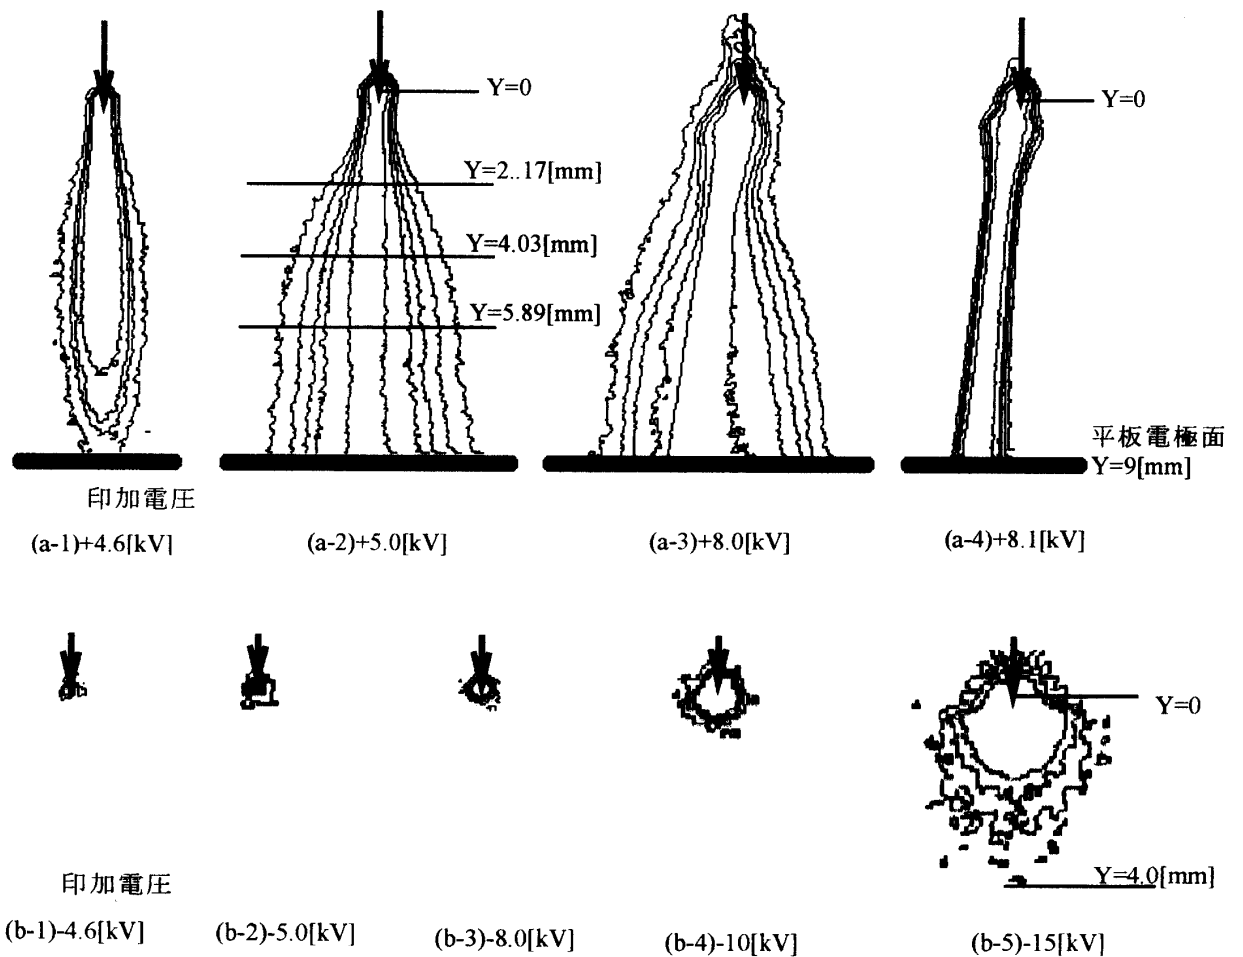 Y=0
Y=0
Y=2..17[mm]
Y=4.03[mm]
Y=5.89[mm]
平板電極面
Y=9[mm]
印加電圧
(a-1)+4.6[kV]
(a-2)+5.0[kV]
(a-3)+8.0[kV]
(a-4)+8.1[kV]
Y=0
Y=4.0[mm]
印加電圧
(b-1)-4.6[kV]
(b-2)-5.0[kV]
(b-3)-8.0[kV]
(b-4)-10[kV]
(b-5)-15[kV]